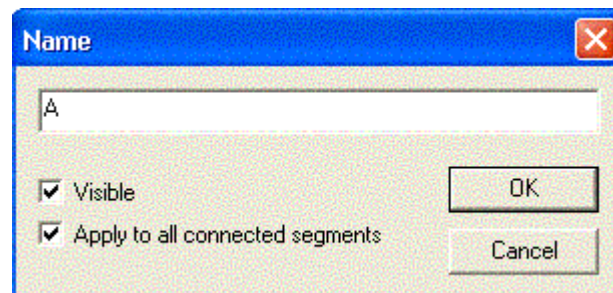 Name
A
Visible
OK
Apply to all connected segments
Cancel